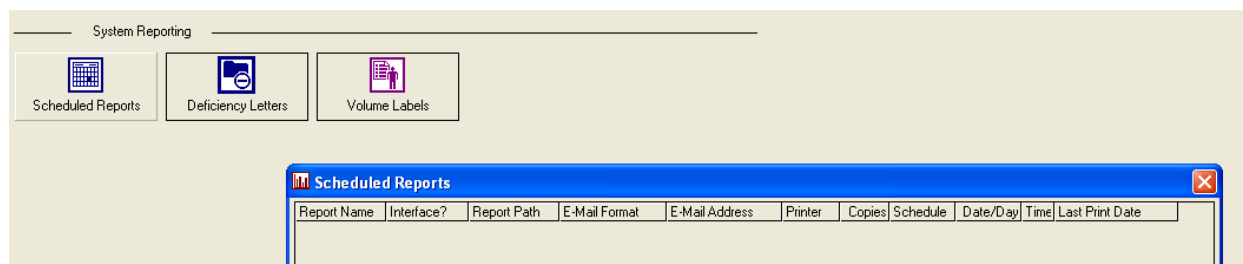 System Reporting
Scheduled Reports Deficiency Letters Volume Labels
Scheduled Reports
Report Name Interface? Report Path E-Mail Format E-Mail Address Printer Copies Schedule Date/Day Time Last Print Date